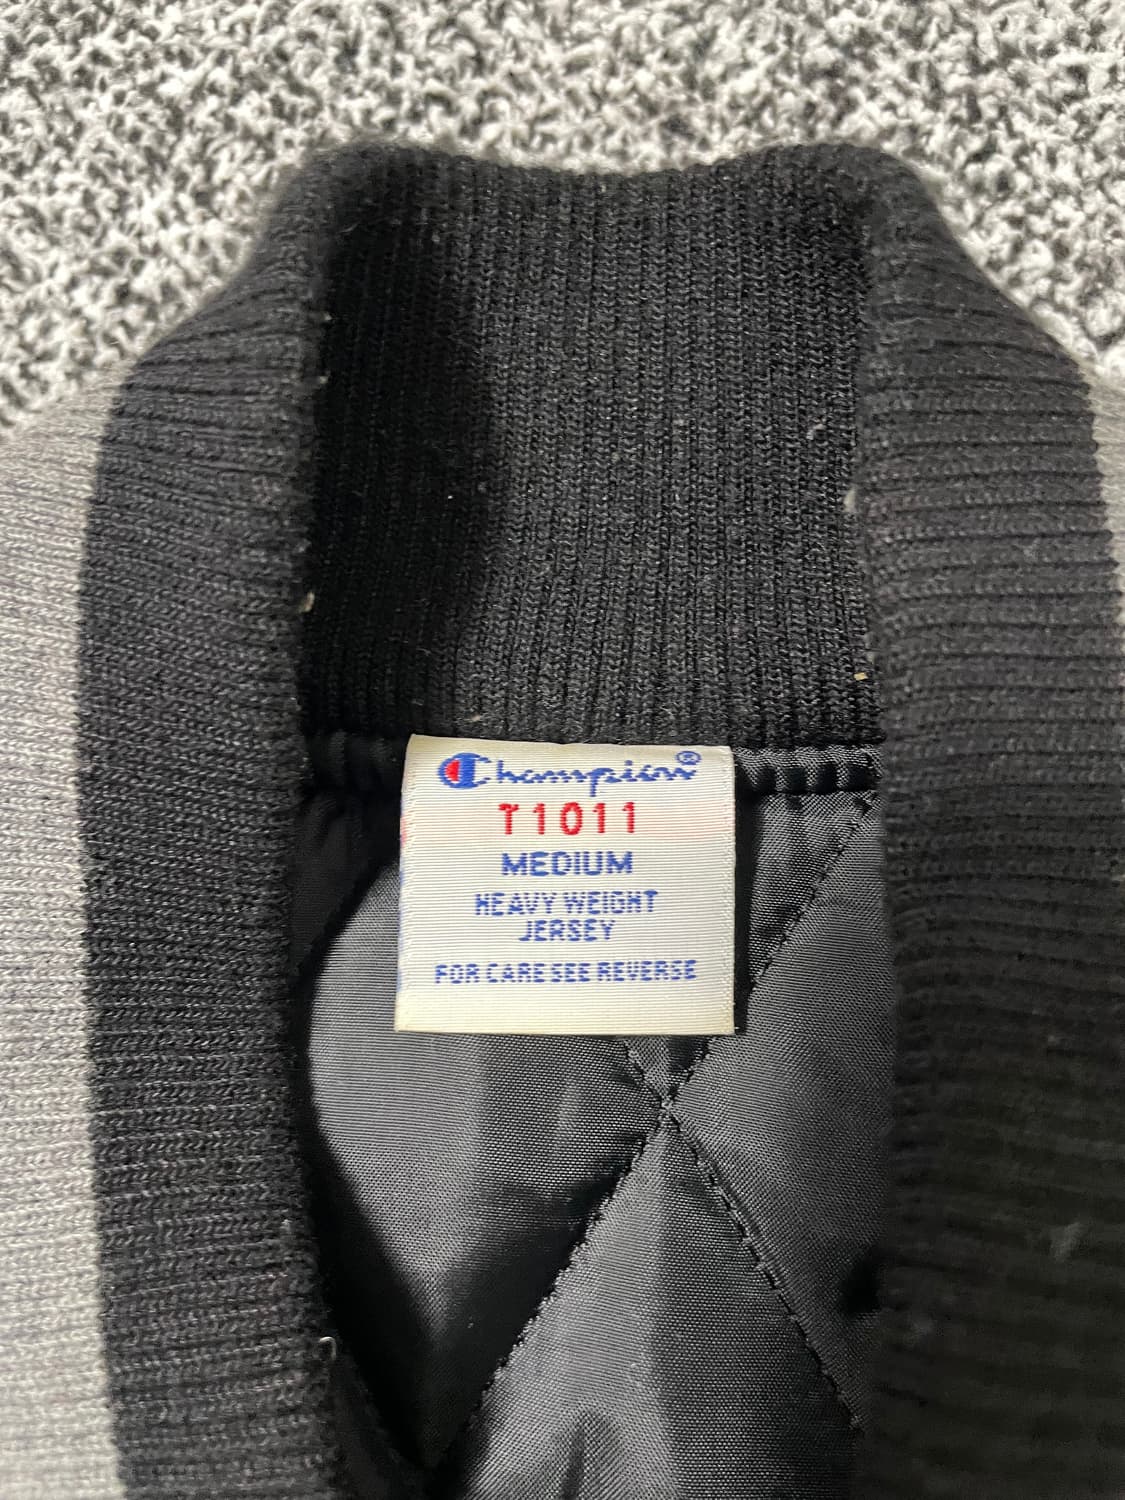 Champion®
T1011
MEDIUM
HEAVY WEIGHT
JERSEY
FOR CARE SEE REVERSE